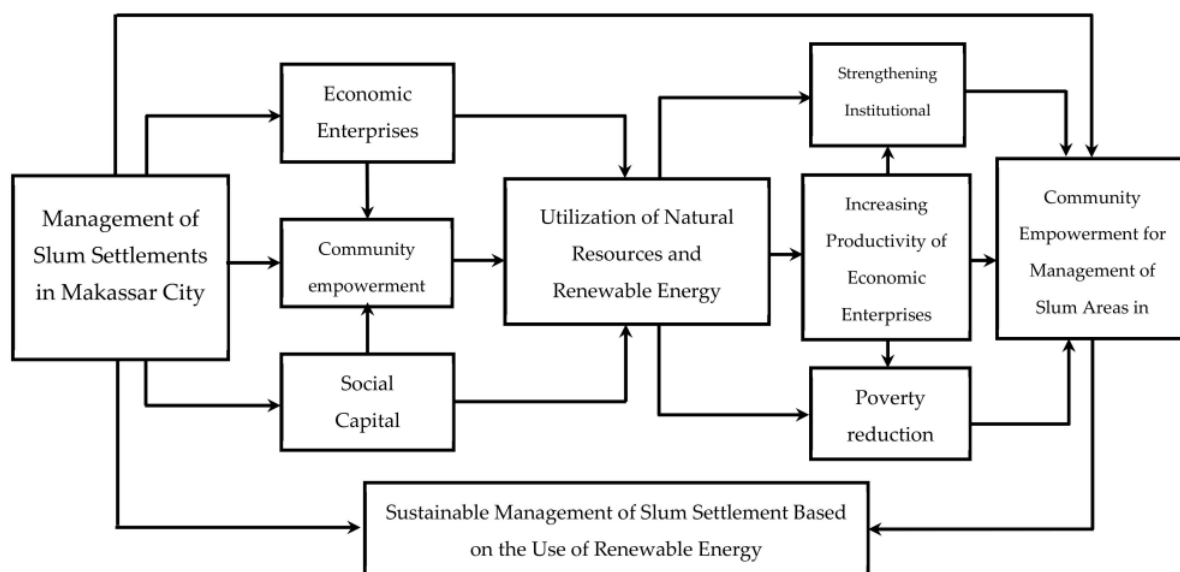 Management of
Slum Settlements
in Makassar City
Economic
Enterprises
Community
empowerment
Social
Capital
Utilization of Natural
Resources and
Renewable Energy
Strengthening
Institutional
Increasing
Productivity of
Economic
Enterprises
Poverty
reduction
Community
Empowerment for
Management of
Slum Areas in
Sustainable Management of Slum Settlement Based
on the Use of Renewable Energy